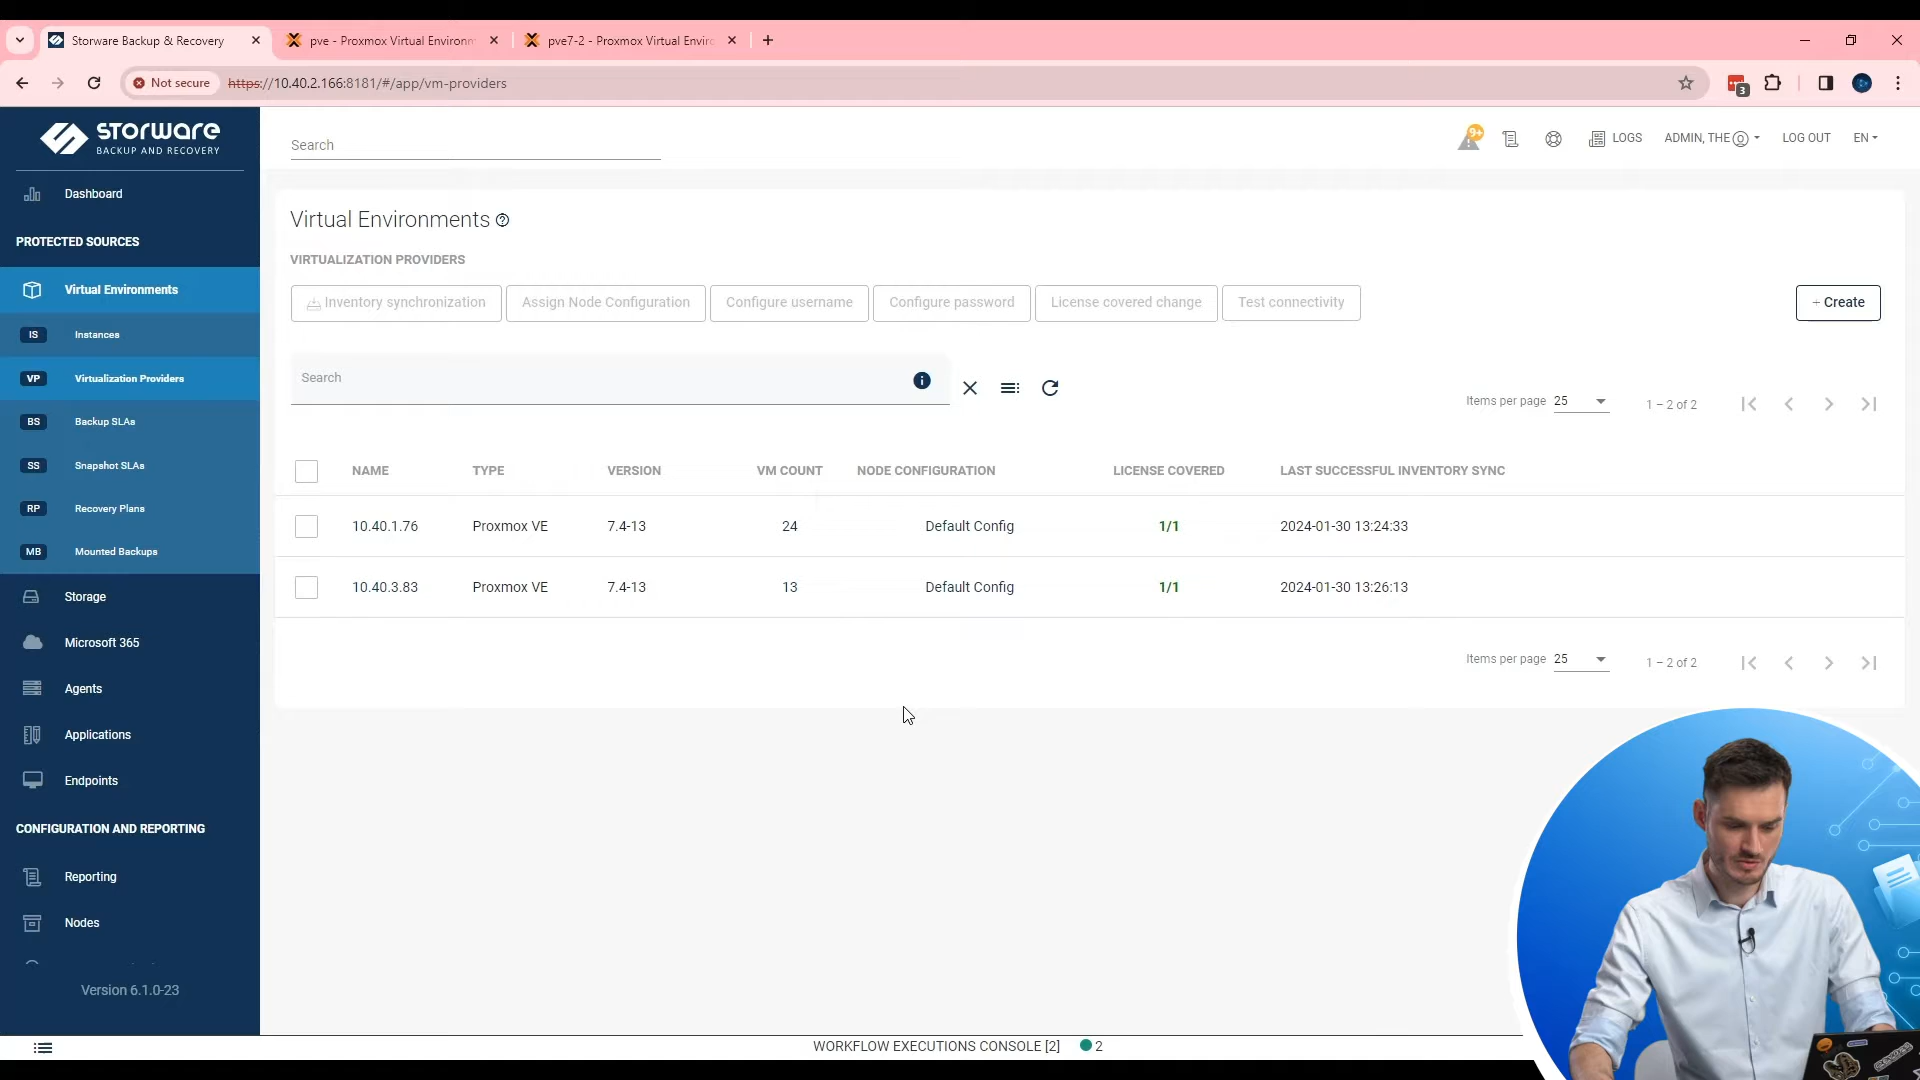 Storware Backup & Recovery
pve - Proxmox Virtual Environm
pve7-2 - Proxmox Virtual Enviro
Not secure
https://10.40.2.166:8181/#/app/vm-providers
3
STORWARE
BACKUP AND RECOVERY
Search
9+
LOGS
ADMIN, THE
LOG OUT
EN
Dashboard
PROTECTED SOURCES
Virtual Environments
IS Instances
VP Virtualization Providers
BS Backup SLAs
SS Snapshot SLAs
RP Recovery Plans
MB Mounted Backups
Storage
Microsoft 365
Agents
Applications
Endpoints
CONFIGURATION AND REPORTING
Reporting
Nodes
Version 6.1.0-23
Virtual Environments
VIRTUALIZATION PROVIDERS
Inventory synchronization
Assign Node Configuration
Configure username
Configure password
License covered change
Test connectivity
+ Create
Search
Items per page 25
1 – 2 of 2
NAME TYPE VERSION VM COUNT NODE CONFIGURATION LICENSE COVERED LAST SUCCESSFUL INVENTORY SYNC
10.40.1.76 Proxmox VE 7.4-13 24 Default Config 1/1 2024-01-30 13:24:33
10.40.3.83 Proxmox VE 7.4-13 13 Default Config 1/1 2024-01-30 13:26:13
Items per page 25
1 – 2 of 2
WORKFLOW EXECUTIONS CONSOLE [2] 2